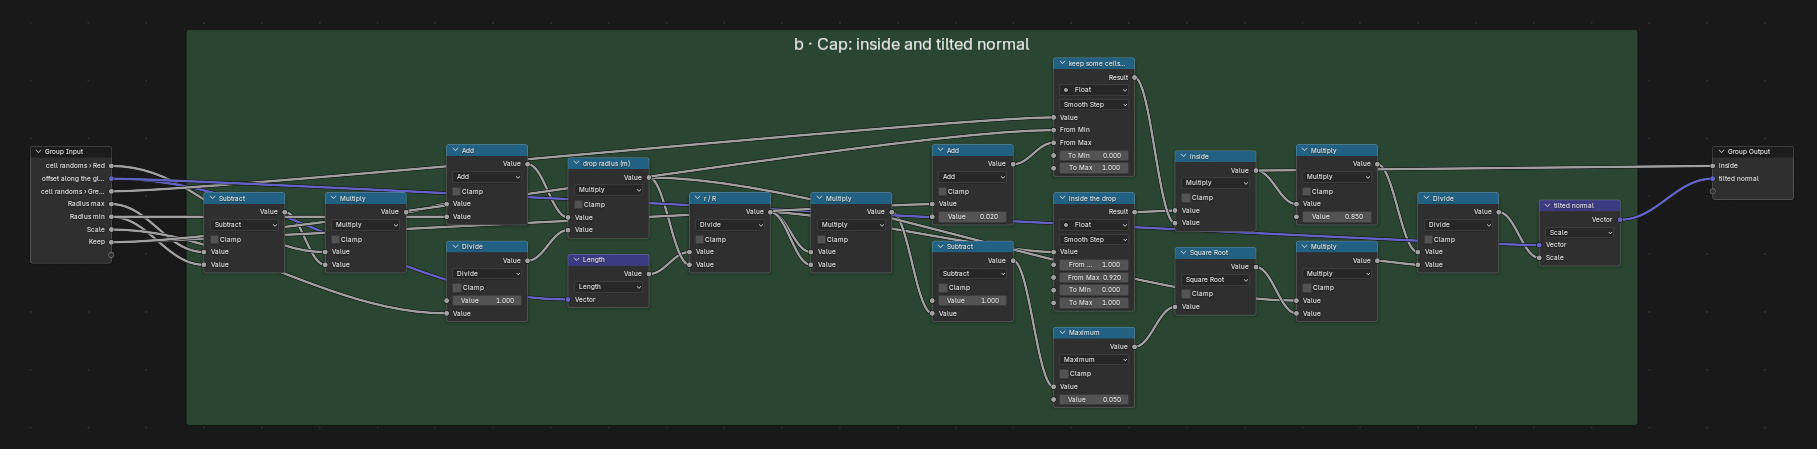 b · Cap: inside and tilted normal
Group Input
cell randoms › Red
offset along the gl...
cell randoms › Gre...
Radius max
Radius min
Scale
Keep
Subtract
Value
Subtract
Clamp
Value
Value
Multiply
Value
Multiply
Clamp
Value
Value
Add
Value
Add
Clamp
Value
Value
Divide
Value
Divide
Clamp
Value 1.000
Value
drop radius (m)
Value
Multiply
Clamp
Value
Value
Length
Value
Length
Vector
r / R
Value
Divide
Clamp
Value
Value
Multiply
Value
Multiply
Clamp
Value
Value
Add
Value
Add
Clamp
Value
Value 0.020
Subtract
Value
Subtract
Clamp
Value 1.000
Value
keep some cells...
Result
Float
Smooth Step
Value
From Min
From Max
To Min 0.000
To Max 1.000
Inside the drop
Result
Float
Smooth Step
Value
From ... 1.000
From Max 0.920
To Min 0.000
To Max 1.000
Maximum
Value
Maximum
Clamp
Value
Value 0.050
Inside
Value
Multiply
Clamp
Value
Value
Square Root
Value
Square Root
Clamp
Value
Multiply
Value
Multiply
Clamp
Value
Value 0.850
Multiply
Value
Multiply
Clamp
Value
Value
Divide
Value
Divide
Clamp
Value
Value
tilted normal
Vector
Scale
Vector
Scale
Group Output
Inside
tilted normal